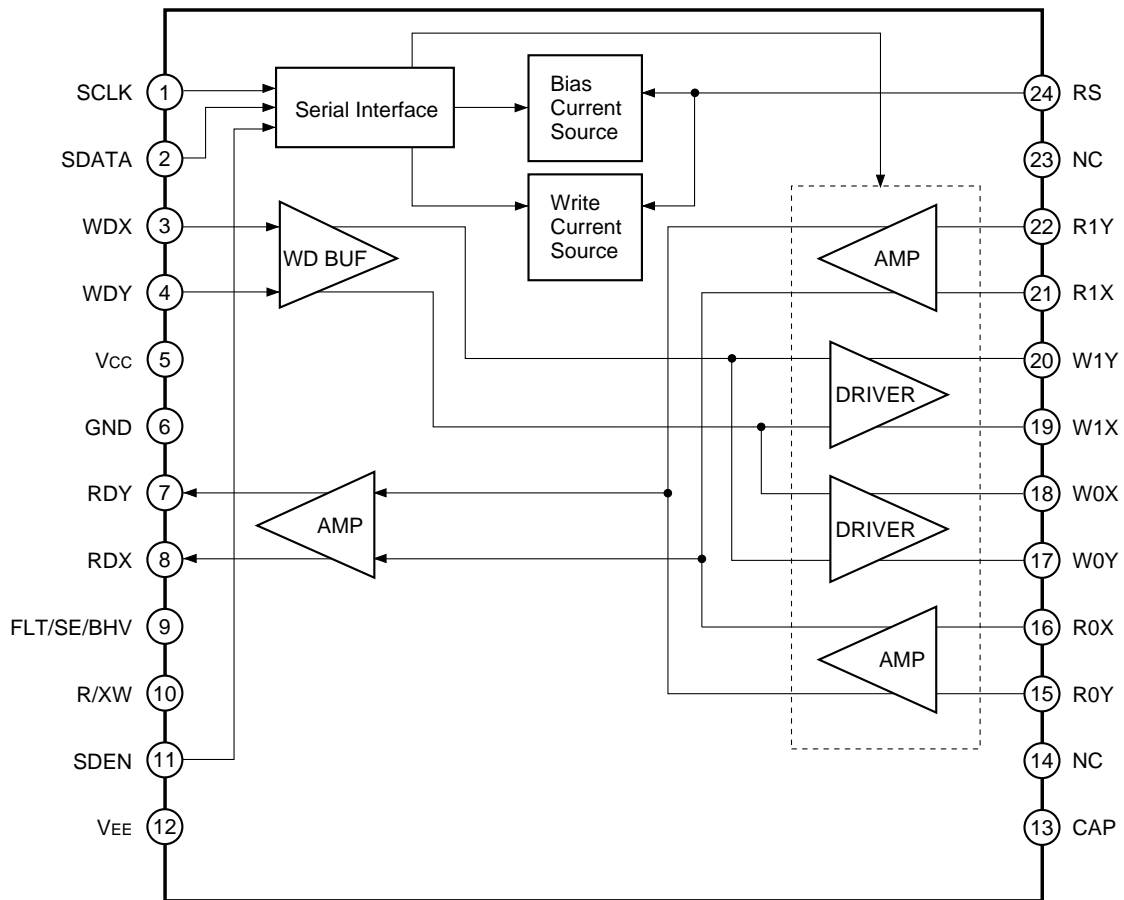 SCLK 1
SDATA 2
WDX 3
WDY 4
VCC 5
GND 6
RDY 7
RDX 8
FLT/SE/BHV 9
R/XW 10
SDEN 11
VEE 12
Serial Interface
Bias
Current
Source
Write
Current
Source
WD BUF
AMP
AMP
DRIVER
DRIVER
AMP
24 RS
23 NC
22 R1Y
21 R1X
20 W1Y
19 W1X
18 W0X
17 W0Y
16 R0X
15 R0Y
14 NC
13 CAP